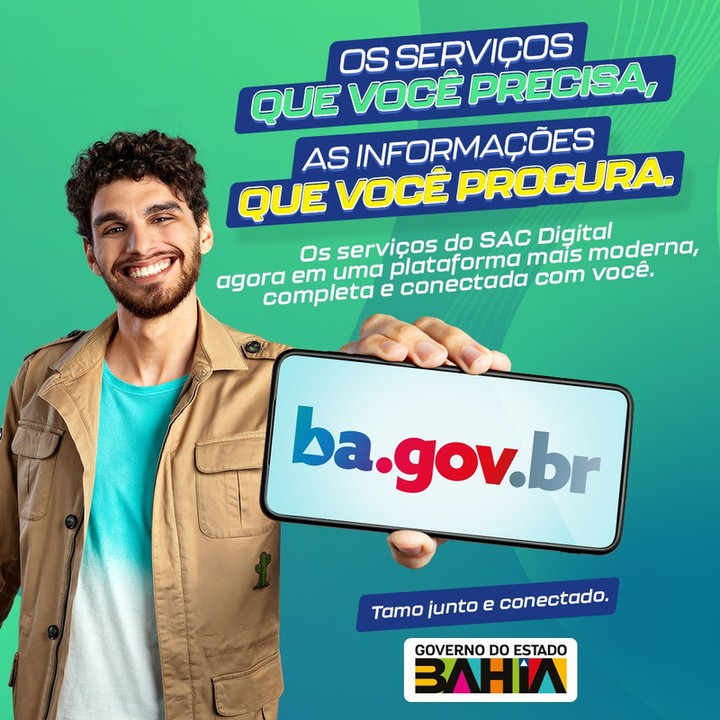 OS SERVIÇOS
QUE VOCÊ PRECISA,
AS INFORMAÇÕES
QUE VOCÊ PROCURA.
Os serviços do SAC Digital
agora em uma plataforma mais moderna,
completa e conectada com você.
ba.gov.br
Tamo junto e conectado.
GOVERNO DO ESTADO
BAHIA